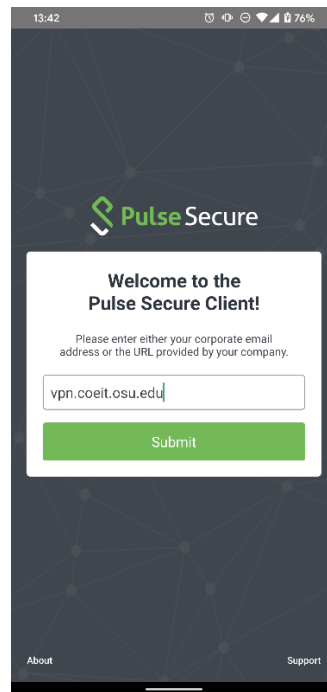 13:42 76%
Pulse Secure
Welcome to the
Pulse Secure Client!
Please enter either your corporate email
address or the URL provided by your company.
vpn.coeit.osu.edu
Submit
About Support